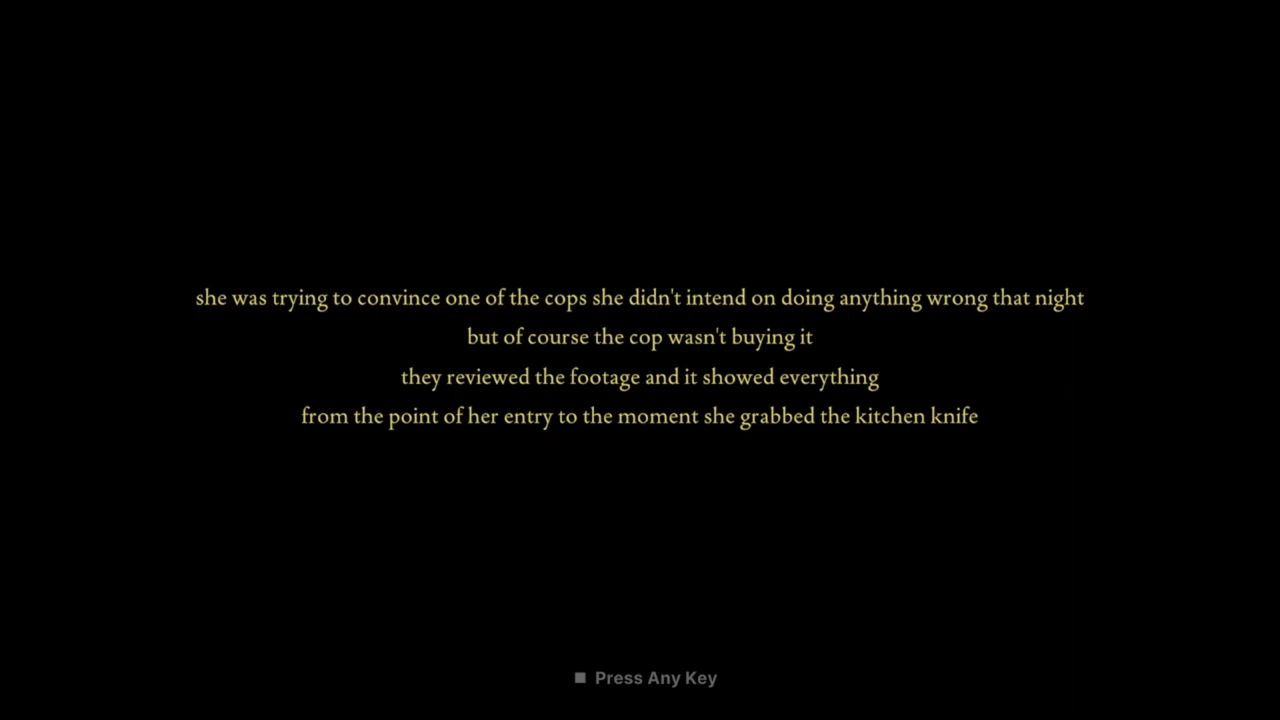 she was trying to convince one of the cops she didn't intend on doing anything wrong that night
but of course the cop wasn't buying it
they reviewed the footage and it showed everything
from the point of her entry to the moment she grabbed the kitchen knife
Press Any Key